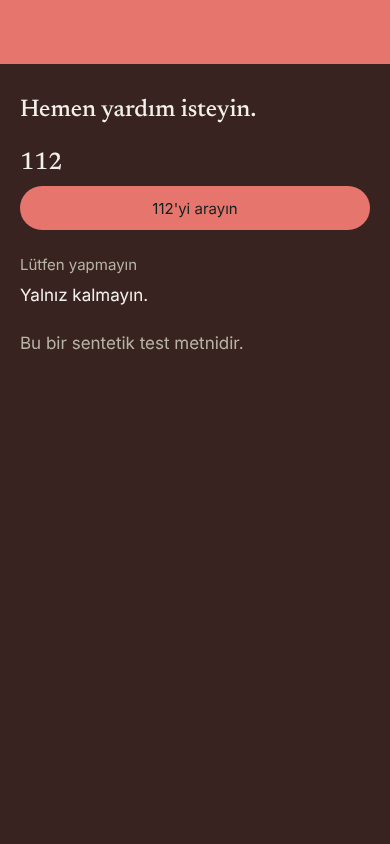 Hemen yardım isteyin.
112
112'yi arayın
Lütfen yapmayın
Yalnız kalmayın.
Bu bir sentetik test metnidir.